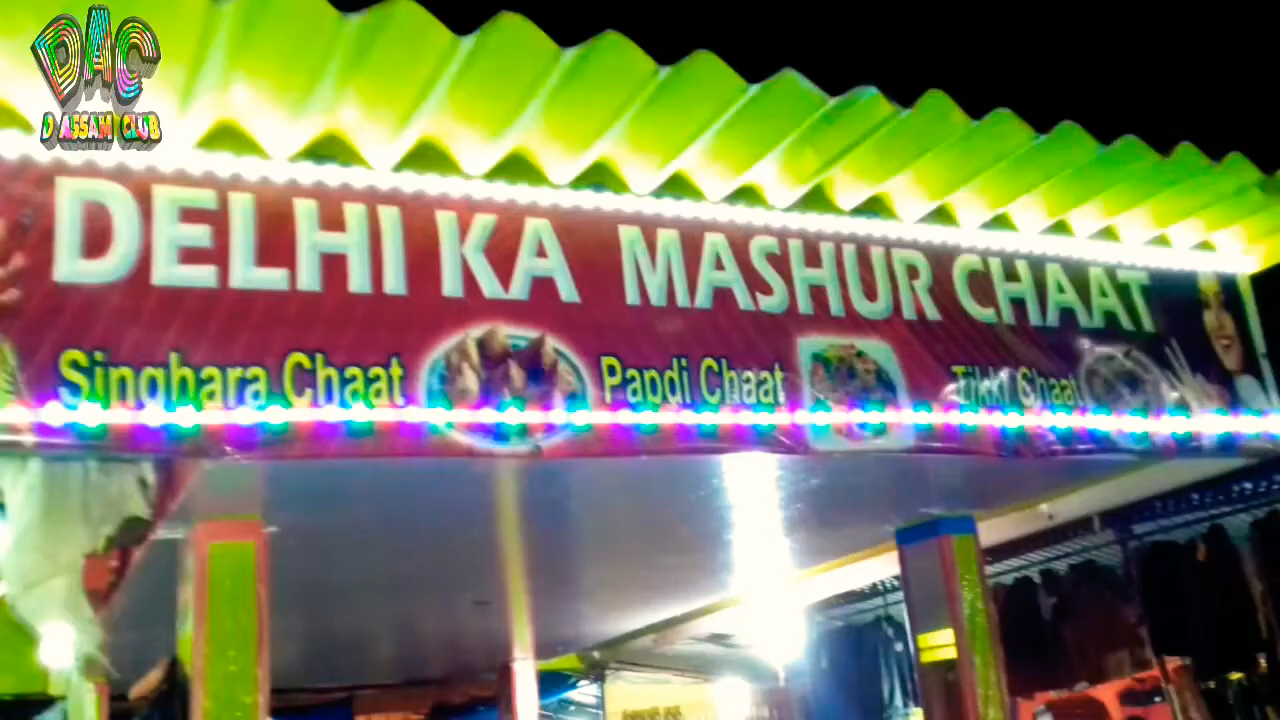 DAC
D ASSAM CLUB
DELHI KA MASHUR CHAAT
Singhara Chaat Papdi Chaat Tikki Chaat